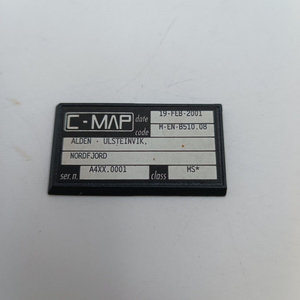 C-MAP date 19-FEB-2001
code M-EN-B510.08
ALDEN - ULSTEINVIK,
NORDFJORD
ser. n. A4XX.0001 class MS*